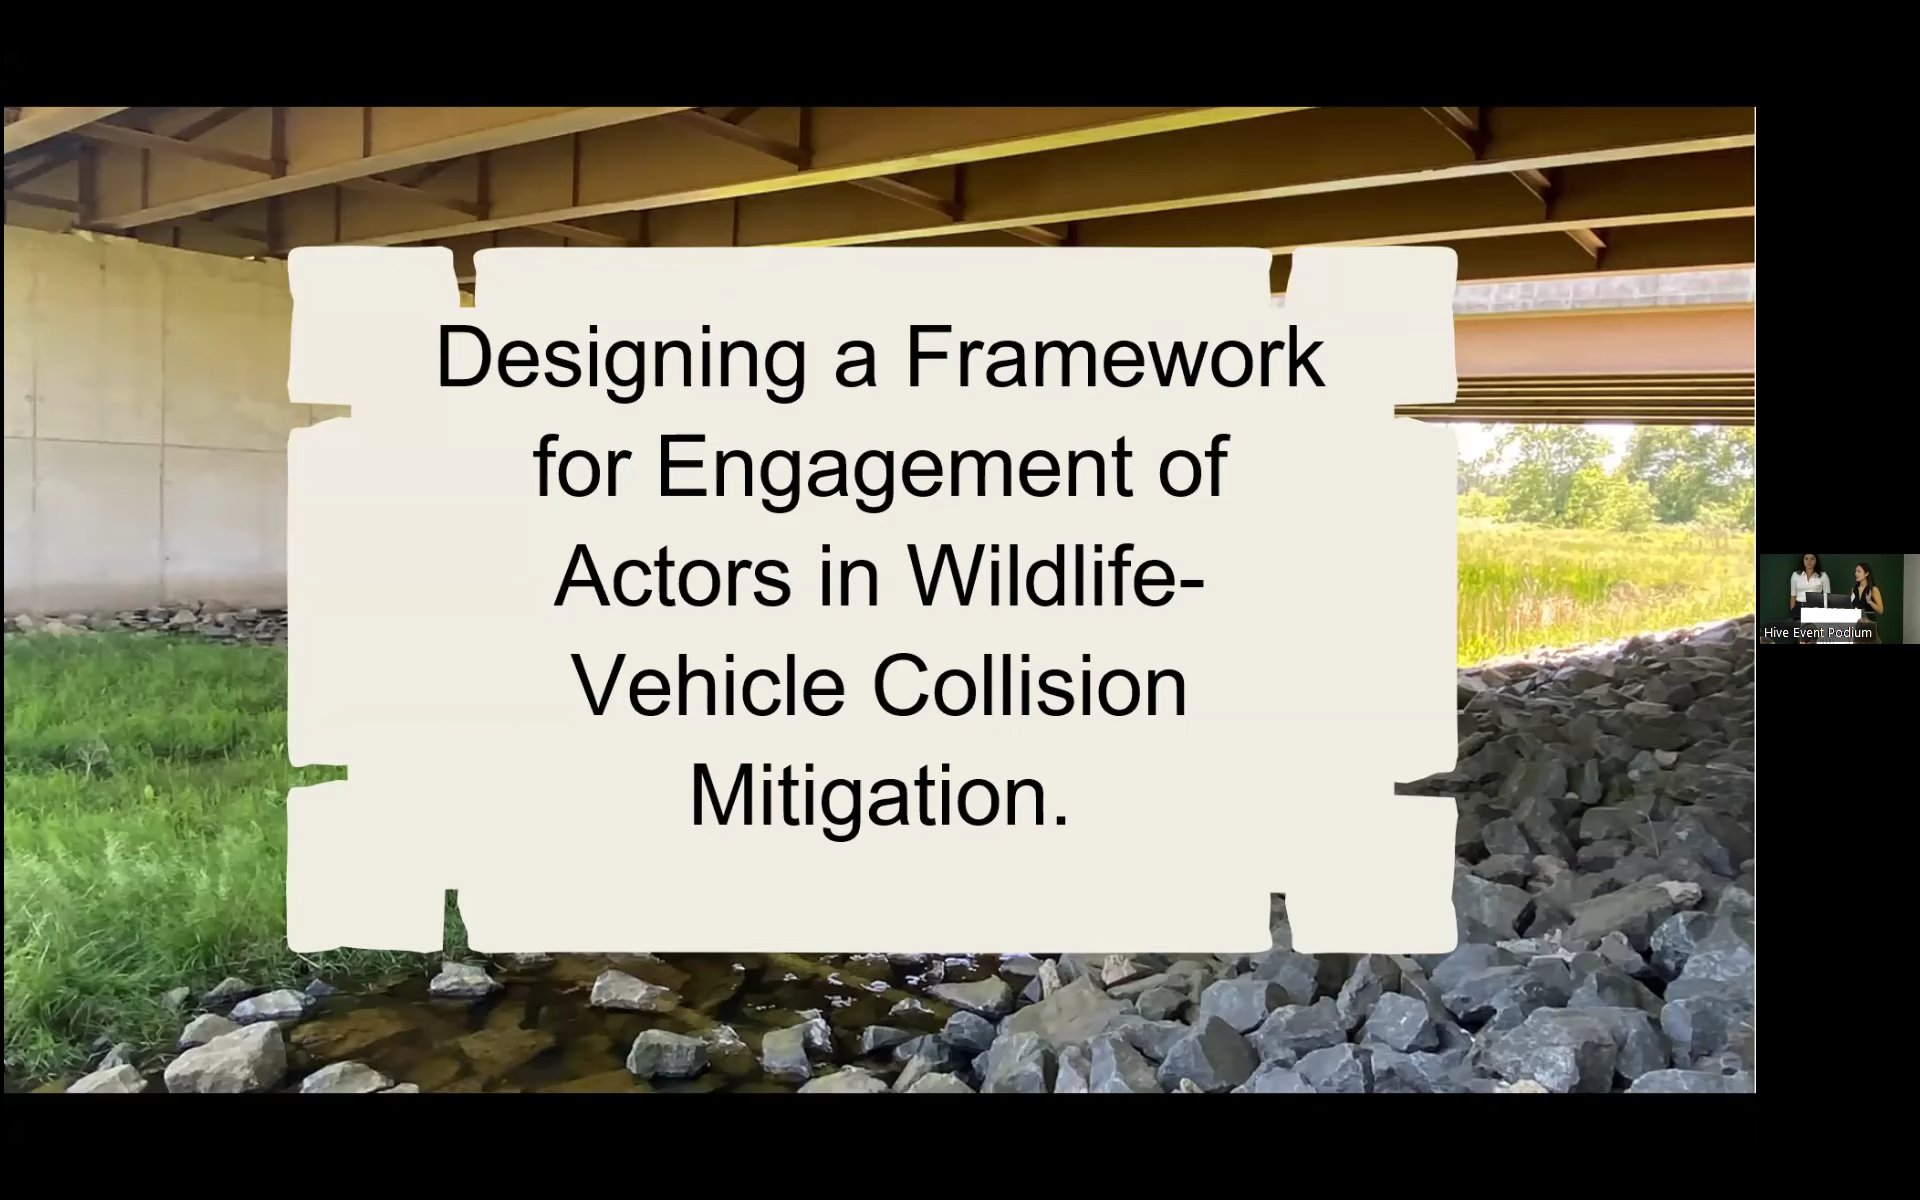 Designing a Framework
for Engagement of
Actors in Wildlife-
Vehicle Collision
Mitigation.
Hive Event Podium